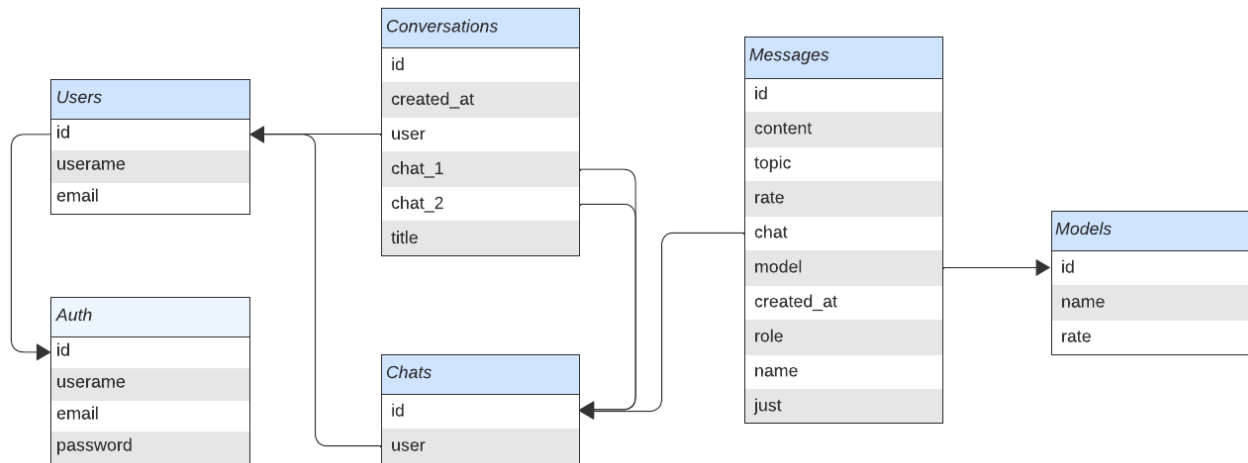 Users
id
userame
email
Auth
id
userame
email
password
Conversations
id
created_at
user
chat_1
chat_2
title
Chats
id
user
Messages
id
content
topic
rate
chat
model
created_at
role
name
just
Models
id
name
rate